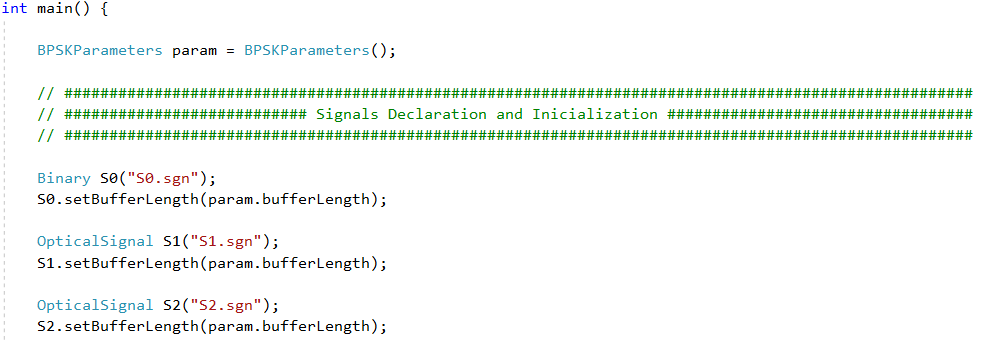 int main() {
BPSKParameters param = BPSKParameters();
// #####################################################################################################
// ########################### Signals Declaration and Inicialization ##################################
// #####################################################################################################
Binary S0("S0.sgn");
S0.setBufferLength(param.bufferLength);
OpticalSignal S1("S1.sgn");
S1.setBufferLength(param.bufferLength);
OpticalSignal S2("S2.sgn");
S2.setBufferLength(param.bufferLength);